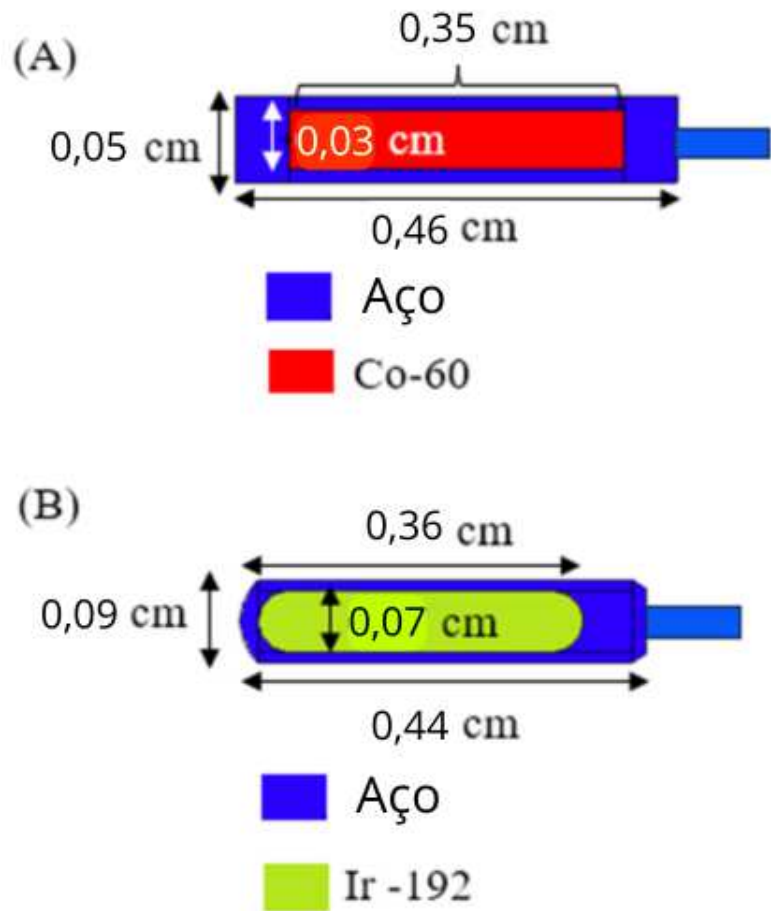 (A)
0,35 cm
0,05 cm
0,03 cm
0,46 cm
Aço
Co-60
(B)
0,36 cm
0,09 cm
0,07 cm
0,44 cm
Aço
Ir -192